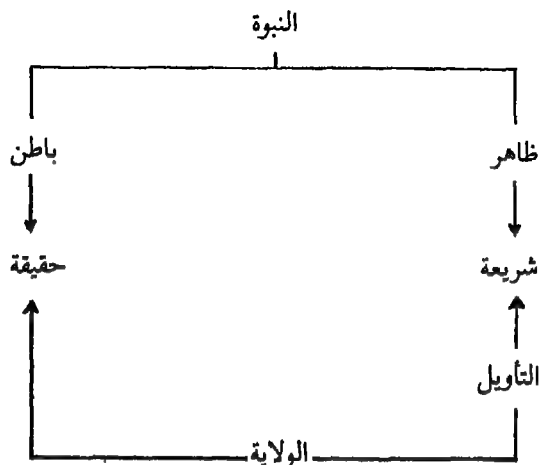 النبوة
ظاهر
باطن
شريعة
حقيقة
التأويل
الولاية